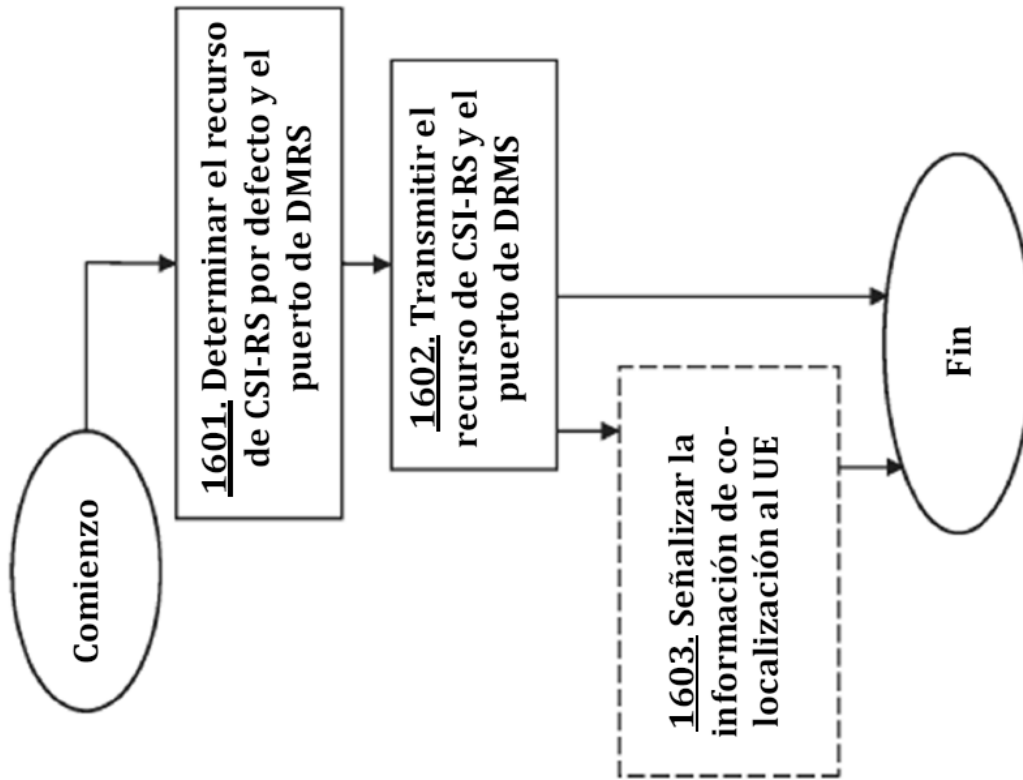 Comienzo
1601. Determinar el recurso
de CSI-RS por defecto y el
puerto de DMRS
1602. Transmitir el
recurso de CSI-RS y el
puerto de DRMS
1603. Señalizar la
información de co-
localización al UE
Fin